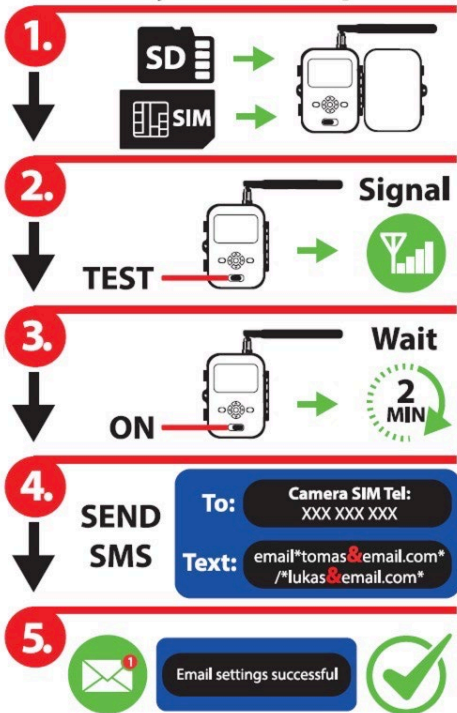 1.
SD
SIM
2.
Signal
TEST
3.
Wait
2
MIN
ON
4.
SEND
SMS
To:
Camera SIM Tel:
XXX XXX XXX
Text:
email*tomas&email.com*
/*lukas&email.com*
5.
1
Email settings successful